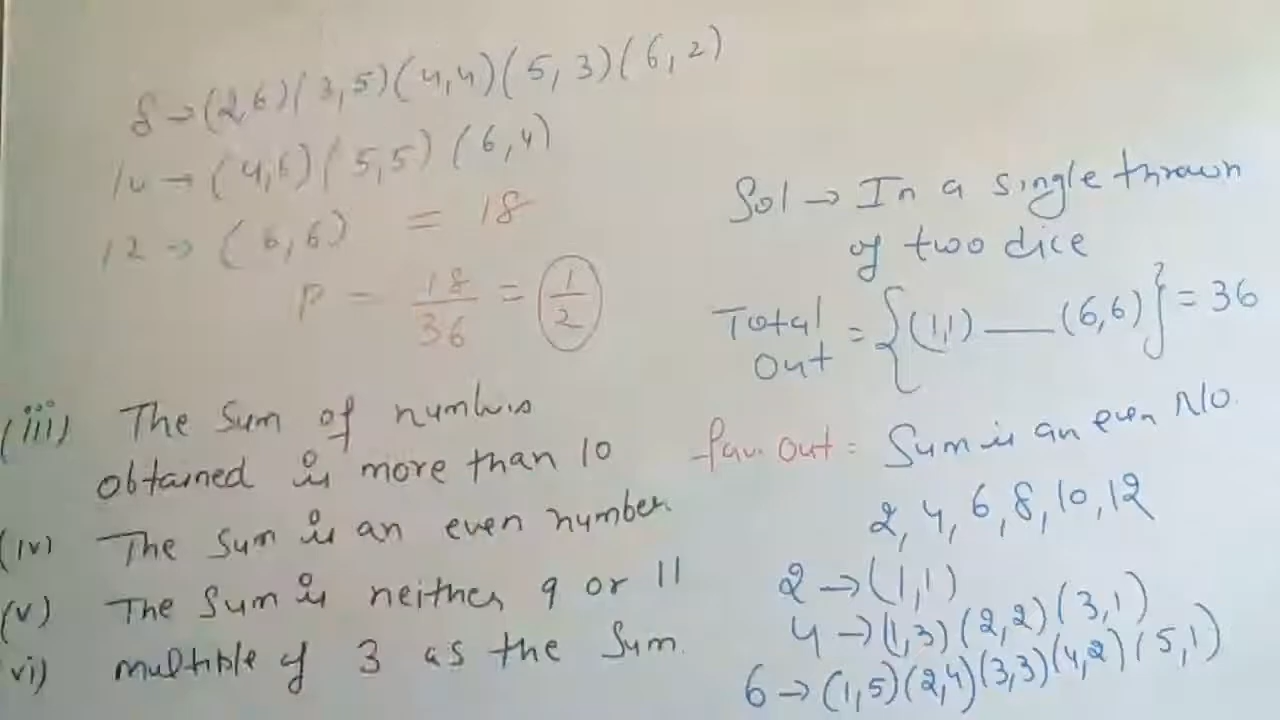 8 → (2,6) (3,5) (4,4) (5,3) (6,2)
10 → (4,6) (5,5) (6,4)
12 → (6,6) = 18
P = 18/36 = 1/2
(iii) The sum of numbers
obtained is more than 10
(iv) The sum is an even number.
(v) The sum is neither 9 or 11
vi) multiple of 3 as the sum.
Sol → In a single thrown
of two dice
Total
out = {(1,1) — (6,6)} = 36
fav. out = Sum is an even No.
2, 4, 6, 8, 10, 12
2 → (1,1)
4 → (1,3) (2,2) (3,1)
6 → (1,5) (2,4) (3,3) (4,2) (5,1)